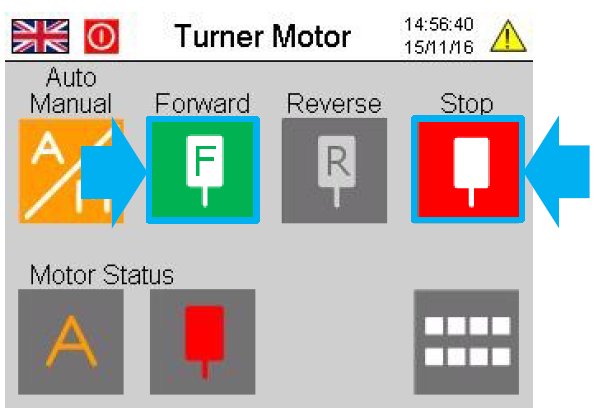 Turner Motor
14:56:40
15/11/16
Auto
Manual
Forward
Reverse
Stop
A
F
R
Motor Status
A